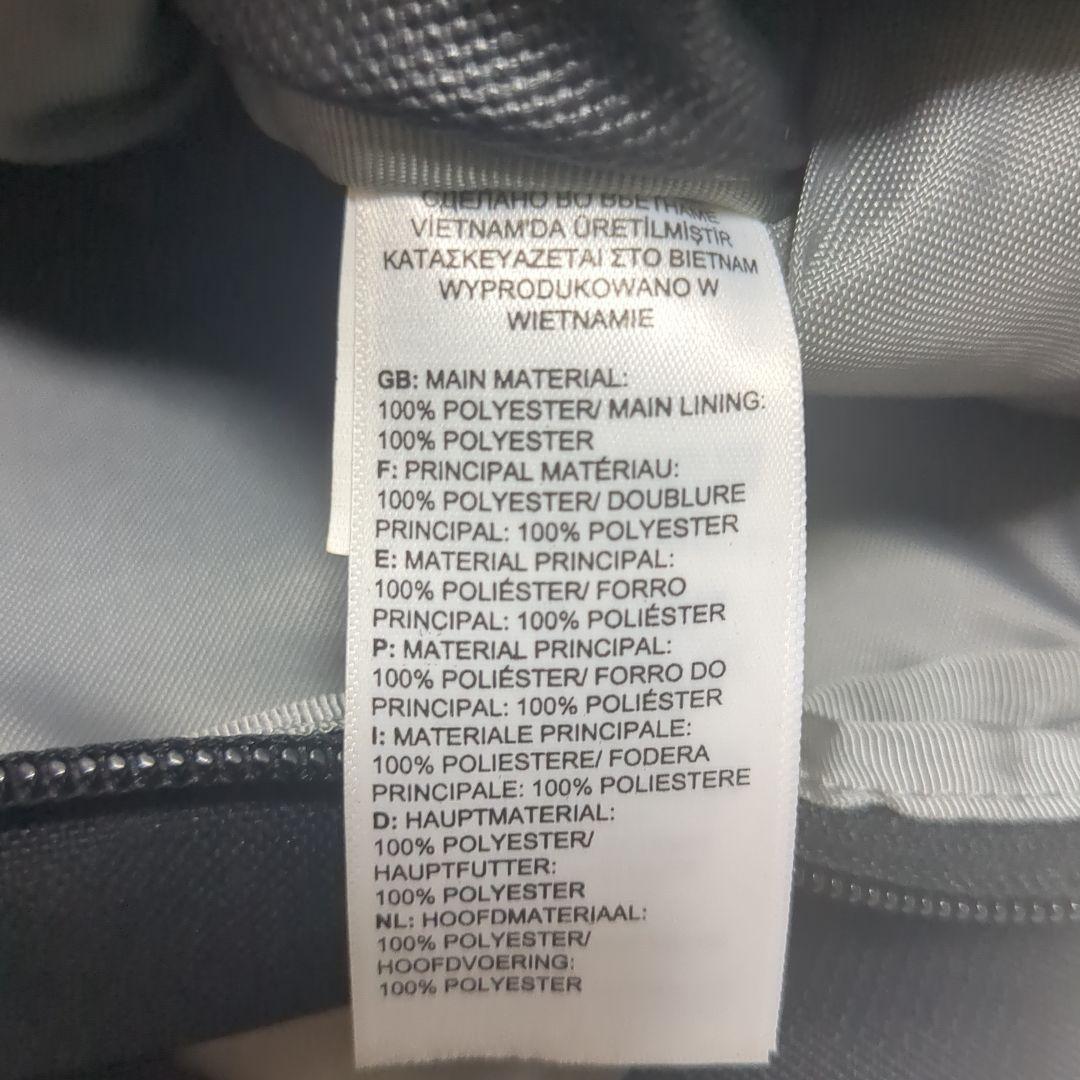 СДЕЛАНО ВО ВЬЕТНАМЕ
VIETNAM'DA ÜRETİLMİŞTİR
ΚΑΤΑΣΚΕΥΑΖΕΤΑΙ ΣΤΟ ΒΙΕΤΝΑΜ
WYPRODUKOWANO W
WIETNAMIE
GB: MAIN MATERIAL:
100% POLYESTER/ MAIN LINING:
100% POLYESTER
F: PRINCIPAL MATÉRIAU:
100% POLYESTER/ DOUBLURE
PRINCIPAL: 100% POLYESTER
E: MATERIAL PRINCIPAL:
100% POLIÉSTER/ FORRO
PRINCIPAL: 100% POLIÉSTER
P: MATERIAL PRINCIPAL:
100% POLIÉSTER/ FORRO DO
PRINCIPAL: 100% POLIÉSTER
I: MATERIALE PRINCIPALE:
100% POLIESTERE/ FODERA
PRINCIPALE: 100% POLIESTERE
D: HAUPTMATERIAL:
100% POLYESTER/
HAUPTFUTTER:
100% POLYESTER
NL: HOOFDMATERIAAL:
100% POLYESTER/
HOOFDVOERING:
100% POLYESTER